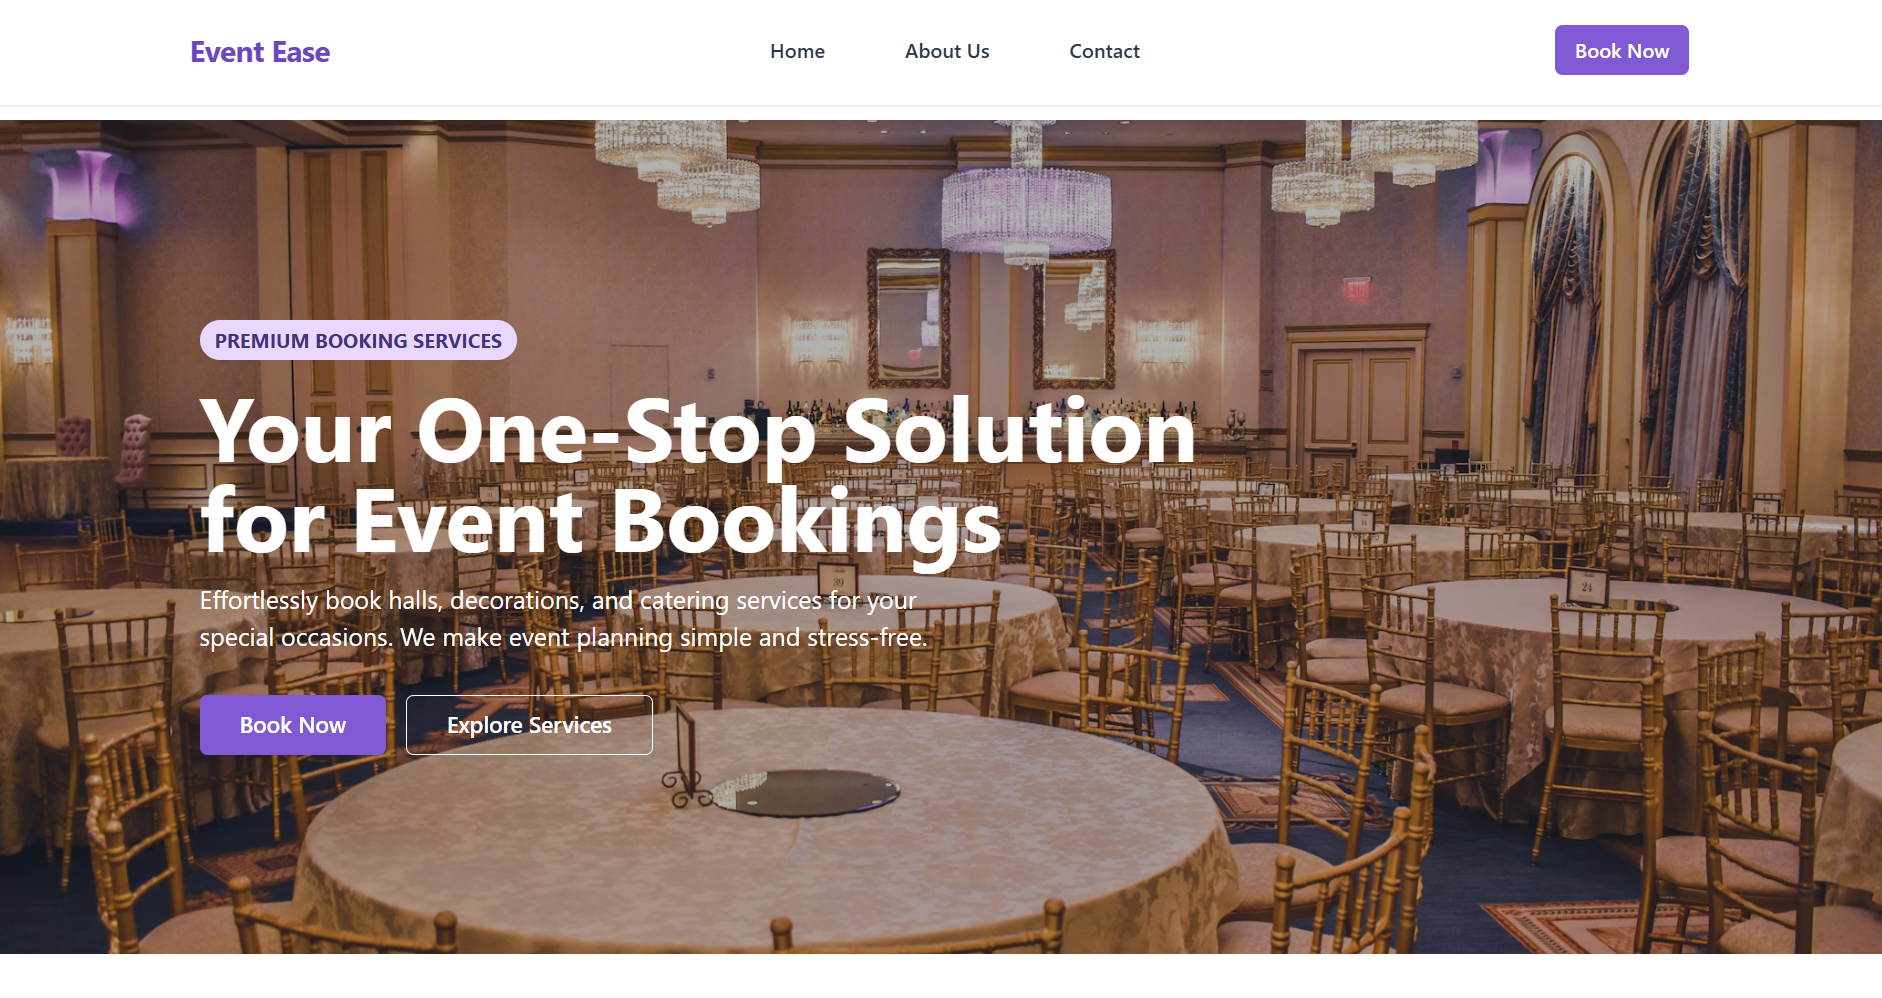 Event Ease
Home
About Us
Contact
Book Now
PREMIUM BOOKING SERVICES
Your One-Stop Solution
for Event Bookings
Effortlessly book halls, decorations, and catering services for your
special occasions. We make event planning simple and stress-free.
Book Now
Explore Services
39
24